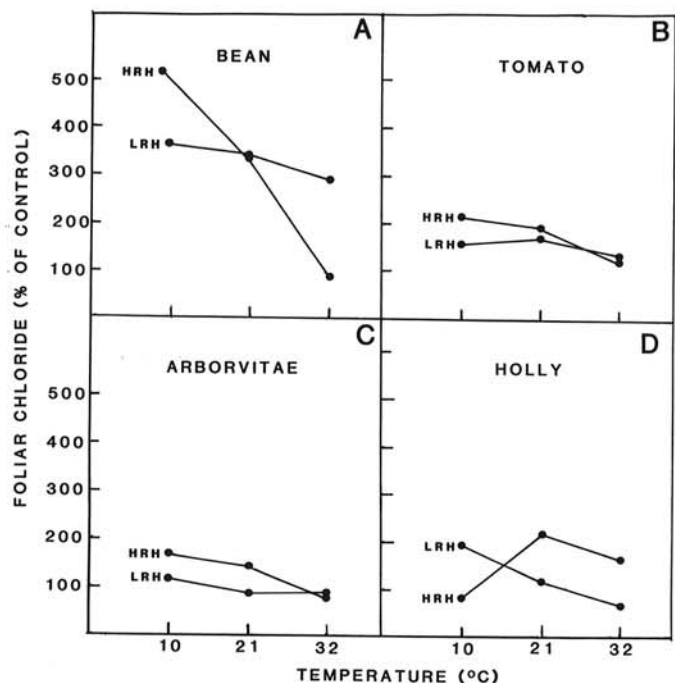 A
BEAN
HRH
LRH
500
400
300
200
100
B
TOMATO
HRH
LRH
FOLIAR CHLORIDE (% OF CONTROL)
C
ARBORVITAE
HRH
LRH
500
400
300
200
100
10 21 32
D
HOLLY
LRH
HRH
10 21 32
TEMPERATURE (ºC)